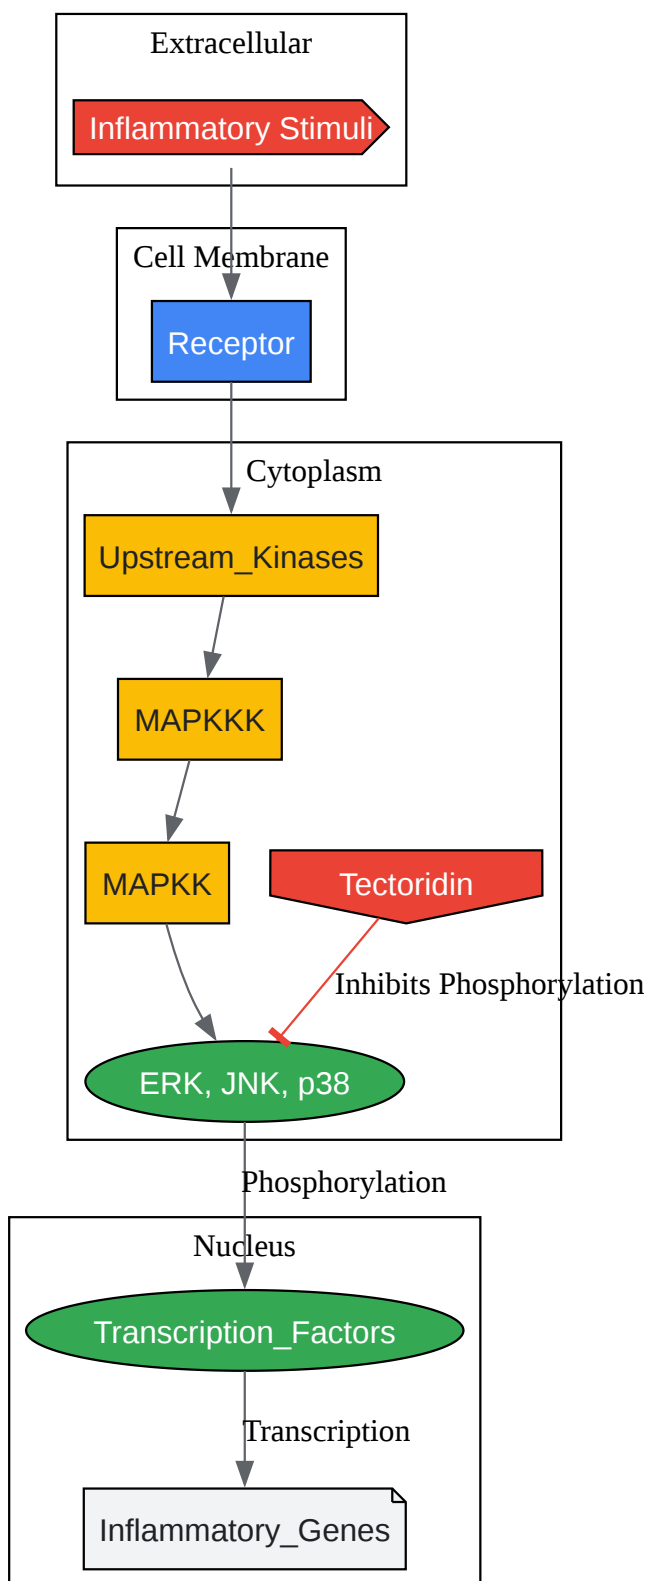 Extracellular
Inflammatory Stimuli
Cell Membrane
Receptor
Cytoplasm
Upstream_Kinases
MAPKKK
MAPKK
Tectoridin
Inhibits Phosphorylation
ERK, JNK, p38
Phosphorylation
Nucleus
Transcription_Factors
Transcription
Inflammatory_Genes